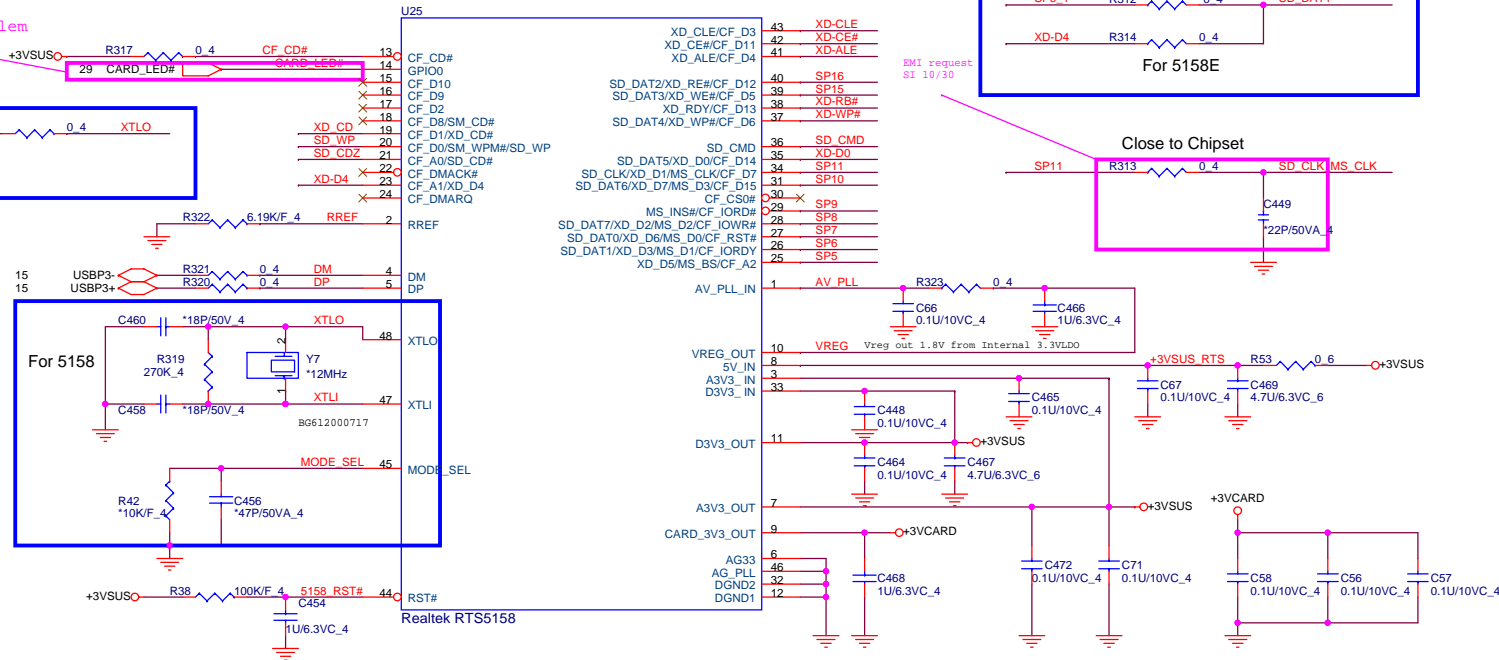 U25
lem
+3VSUS R317 0_4 CF_CD# 13 CF_CD#
29 CARD_LED# CARD_LED# 14 GPIO0
15 CF_D10
16 CF_D9
17 CF_D2
18 CF_D8/SM_CD#
XD_CD 19 CF_D1/XD_CD#
SD_WP 20 CF_D0/SM_WPM#/SD_WP
SD_CDZ 21 CF_A0/SD_CD#
22 CF_DMACK#
XD-D4 23 CF_A1/XD_D4
24 CF_DMARQ
0_4 XTLO
R322 6.19K/F_4 RREF 2 RREF
15 USBP3- R321 0_4 DM 4 DM
15 USBP3+ R320 0_4 DP 5 DP
For 5158
C460 *18P/50V_4 XTLO 48 XTLO
R319
270K_4
2
Y7
*12MHz
1
C458 *18P/50V_4 XTLI 47 XTLI
BG612000717
MODE_SEL 45 MODE_SEL
R42
*10K/F_4
C456
*47P/50VA_4
+3VSUS R38 100K/F_4 5158_RST# 44 RST#
C454
1U/6.3VC_4
Realtek RTS5158
XD_CLE/CF_D3 43 XD-CLE
XD_CE#/CF_D11 42 XD-CE#
XD_ALE/CF_D4 41 XD-ALE
SD_DAT2/XD_RE#/CF_D12 40 SP16
SD_DAT3/XD_WE#/CF_D5 39 SP15
XD_RDY/CF_D13 38 XD-RB#
SD_DAT4/XD_WP#/CF_D6 37 XD-WP#
SD_CMD 36 SD_CMD
SD_DAT5/XD_D0/CF_D14 35 XD-D0
SD_CLK/XD_D1/MS_CLK/CF_D7 34 SP11
SD_DAT6/XD_D7/MS_D3/CF_D15 31 SP10
CF_CS0# 30
MS_INS#/CF_IORD# 29 SP9
SD_DAT7/XD_D2/MS_D2/CF_IOWR# 28 SP8
SD_DAT0/XD_D6/MS_D0/CF_RST# 27 SP7
SD_DAT1/XD_D3/MS_D1/CF_IORDY 26 SP6
XD_D5/MS_BS/CF_A2 25 SP5
AV_PLL_IN 1 AV_PLL R323 0_4
C66
0.1U/10VC_4
C466
1U/6.3VC_4
VREG_OUT 10 VREG Vreg out 1.8V from Internal 3.3VLDO
5V_IN 8 +3VSUS_RTS R53 0_6 +3VSUS
A3V3_ IN 3
D3V3_ IN 33
C67
0.1U/10VC_4
C469
4.7U/6.3VC_6
C465
0.1U/10VC_4
C448
0.1U/10VC_4
D3V3_OUT 11 +3VSUS
C464
0.1U/10VC_4
C467
4.7U/6.3VC_6
A3V3_OUT 7 +3VSUS
CARD_3V3_OUT 9 +3VCARD
AG33 6
AG_PLL 46
DGND2 32
DGND1 12
C468
1U/6.3VC_4
C472
0.1U/10VC_4
C71
0.1U/10VC_4
+3VCARD
C58
0.1U/10VC_4
C56
0.1U/10VC_4
C57
0.1U/10VC_4
R312 0_4
XD-D4 R314 0_4
For 5158E
EMI request
SI 10/30
Close to Chipset
SP11 R313 0_4 SD_CLK_MS_CLK
C449
*22P/50VA_4